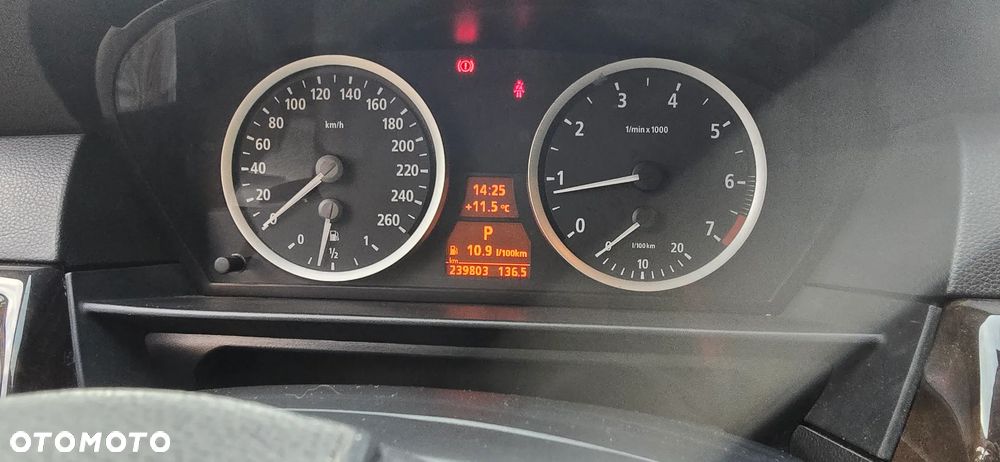 0 20 40 60 80 100 120 140 160 180 200 220 240 260
km/h
0 1/2 1
14:25
+11.5 °C
P
10.9 l/100km
km
239803 136.5
0 1 2 3 4 5 6 7
1/min x 1000
l/100km
10 20
OTOMOTO